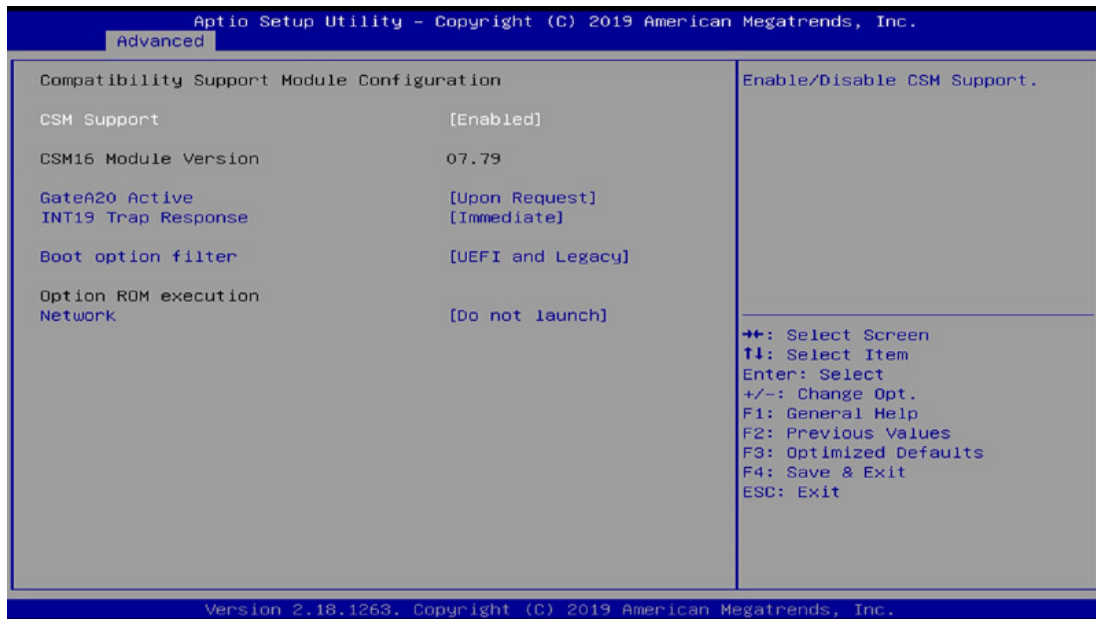 Aptio Setup Utility – Copyright (C) 2019 American Megatrends, Inc.
Advanced
Compatibility Support Module Configuration
CSM Support [Enabled]
CSM16 Module Version 07.79
GateA20 Active [Upon Request]
INT19 Trap Response [Immediate]
Boot option filter [UEFI and Legacy]
Option ROM execution
Network [Do not launch]
Enable/Disable CSM Support.
→←: Select Screen
↑↓: Select Item
Enter: Select
+/-: Change Opt.
F1: General Help
F2: Previous Values
F3: Optimized Defaults
F4: Save & Exit
ESC: Exit
Version 2.18.1263. Copyright (C) 2019 American Megatrends, Inc.